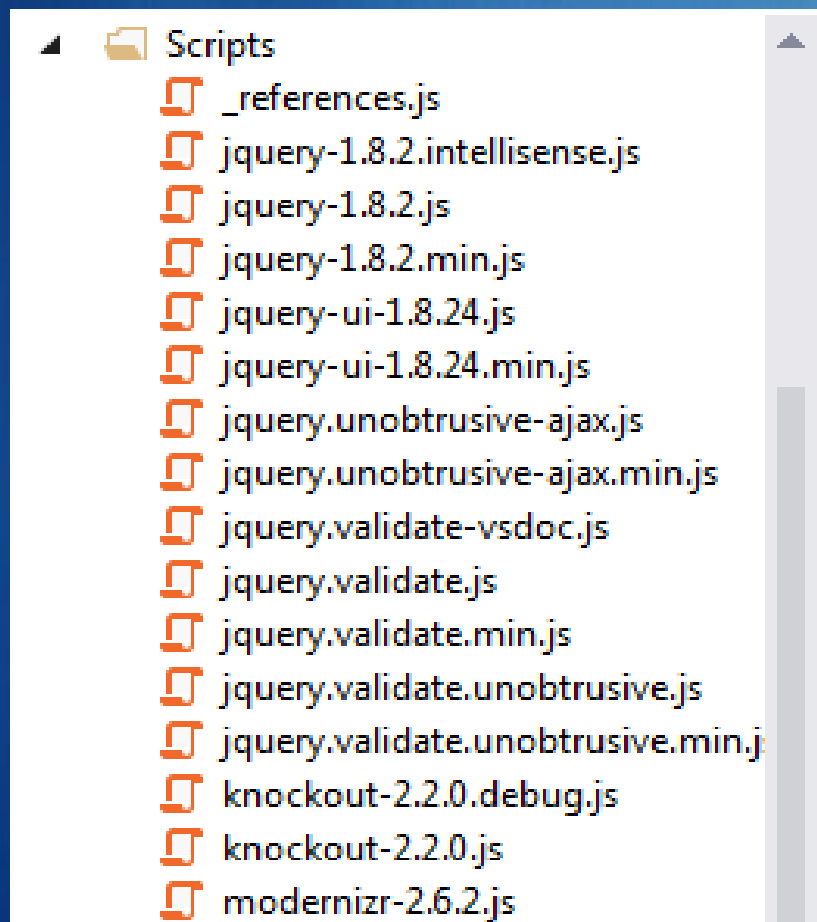 Scripts
_references.js
jquery-1.8.2.intellisense.js
jquery-1.8.2.js
jquery-1.8.2.min.js
jquery-ui-1.8.24.js
jquery-ui-1.8.24.min.js
jquery.unobtrusive-ajax.js
jquery.unobtrusive-ajax.min.js
jquery.validate-vsdoc.js
jquery.validate.js
jquery.validate.min.js
jquery.validate.unobtrusive.js
jquery.validate.unobtrusive.min.j
knockout-2.2.0.debug.js
knockout-2.2.0.js
modernizr-2.6.2.js